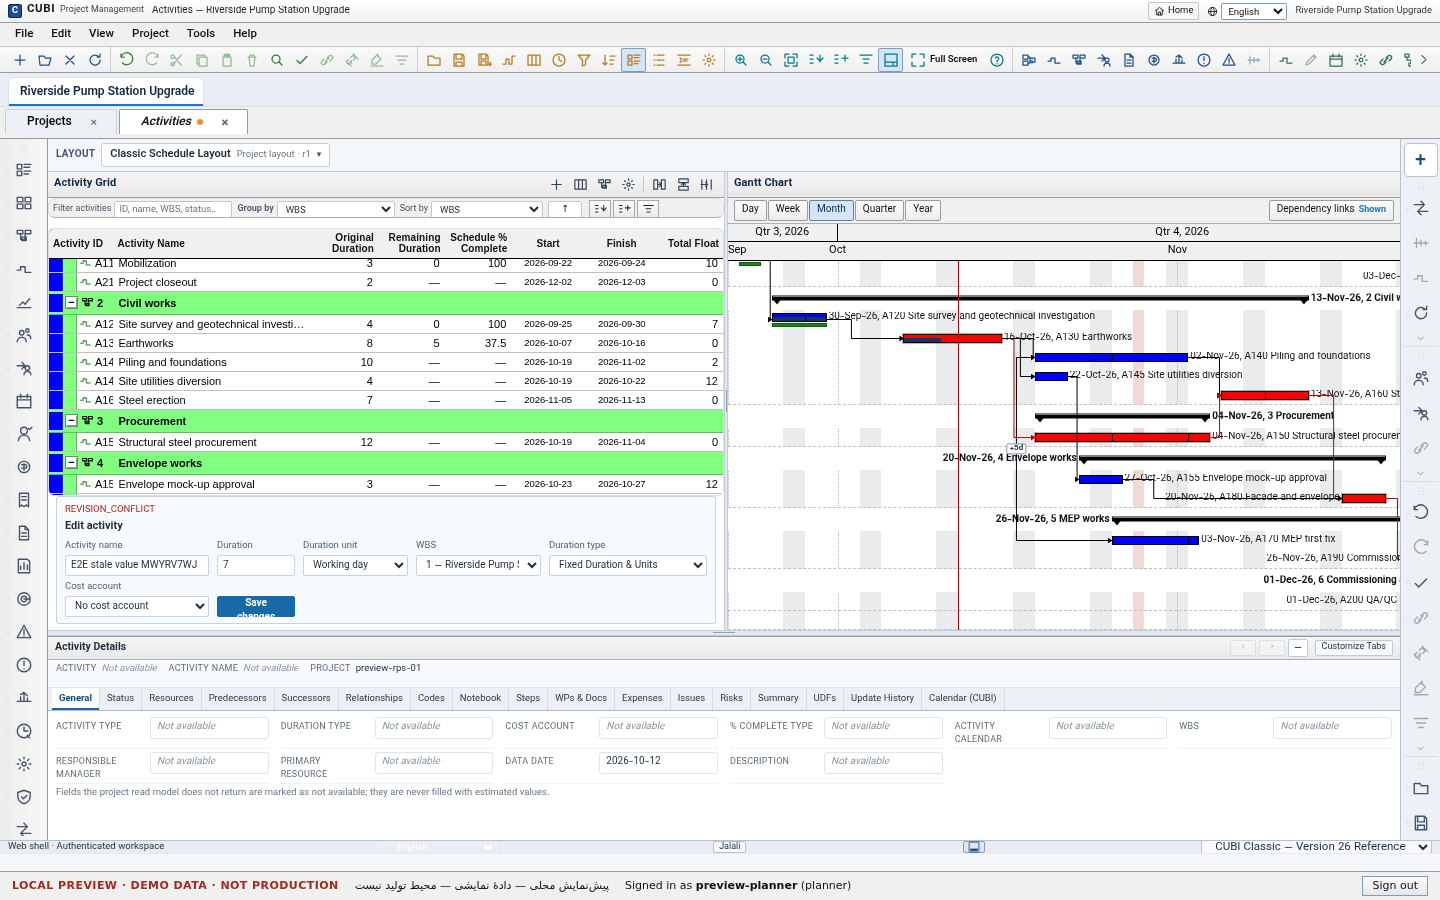 CUBI Project Management Activities — Riverside Pump Station Upgrade Home English Riverside Pump Station Upgrade
File Edit View Project Tools Help
Full Screen
Riverside Pump Station Upgrade
Projects × Activities ×
LAYOUT Classic Schedule Layout Project layout · r1
Activity Grid
Filter activities ID, name, WBS, status.. Group by WBS Sort by WBS
Activity ID Activity Name Original Duration Remaining Duration Schedule % Complete Start Finish Total Float
A11 Mobilization 3 0 100 2026-09-22 2026-09-24 10
A21 Project closeout 2 — — 2026-12-02 2026-12-03 0
2 Civil works
A12 Site survey and geotechnical investi… 4 0 100 2026-09-25 2026-09-30 7
A13 Earthworks 8 5 37.5 2026-10-07 2026-10-16 0
A14 Piling and foundations 10 — — 2026-10-19 2026-11-02 2
A14 Site utilities diversion 4 — — 2026-10-19 2026-10-22 12
A16 Steel erection 7 — — 2026-11-05 2026-11-13 0
3 Procurement
A15 Structural steel procurement 12 — — 2026-10-19 2026-11-04 0
4 Envelope works
A15 Envelope mock-up approval 3 — — 2026-10-23 2026-10-27 12
REVISION_CONFLICT
Edit activity
Activity name Duration Duration unit WBS Duration type
E2E stale value MWYRV7WJ 7 Working day 1 — Riverside Pump S Fixed Duration & Units
Cost account
No cost account Save changes
Gantt Chart
Day Week Month Quarter Year Dependency links Shown
Qtr 3, 2026 Qtr 4, 2026
Sep Oct Nov
03-Dec-
13-Nov-26, 2 Civil w
30-Sep-26, A120 Site survey and geotechnical investigation
16-Oct-26, A130 Earthworks
02-Nov-26, A140 Piling and foundations
22-Oct-26, A145 Site utilities diversion
13-Nov-26, A160 St
04-Nov-26, 3 Procurement
04-Nov-26, A150 Structural steel procurer
+5d
20-Nov-26, 4 Envelope works
27-Oct-26, A155 Envelope mock-up approval
20-Nov-26, A180 Facade and envelope
26-Nov-26, 5 MEP works
03-Nov-26, A170 MEP first fix
26-Nov-26, A190 Commissio
01-Dec-26, 6 Commissioning
01-Dec-26, A200 QA/QC
Activity Details Customize Tabs
ACTIVITY Not available ACTIVITY NAME Not available PROJECT preview-rps-01
General Status Resources Predecessors Successors Relationships Codes Notebook Steps WPs & Docs Expenses Issues Risks Summary UDFs Update History Calendar (CUBI)
ACTIVITY TYPE Not available DURATION TYPE Not available COST ACCOUNT Not available % COMPLETE TYPE Not available ACTIVITY CALENDAR Not available WBS Not available
RESPONSIBLE MANAGER Not available PRIMARY RESOURCE Not available DATA DATE 2026-10-12 DESCRIPTION Not available
Fields the project read model does not return are marked as not available; they are never filled with estimated values.
Web shell · Authenticated workspace English Jalali CUBI Classic — Version 26 Reference
LOCAL PREVIEW · DEMO DATA · NOT PRODUCTION پیش‌نمایش محلی — دادهٔ نمایشی — محیط تولید نیست Signed in as preview-planner (planner) Sign out